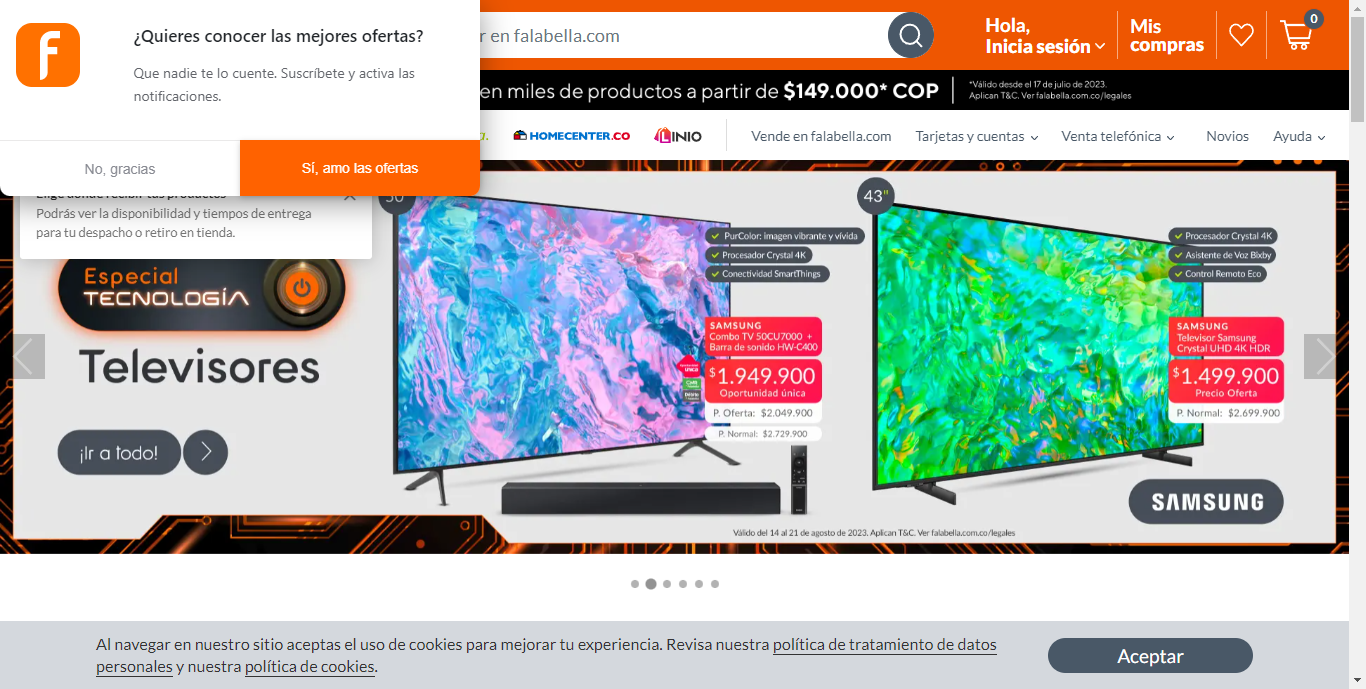 ¿Quieres conocer las mejores ofertas?
Que nadie te lo cuente. Suscríbete y activa las
notificaciones.
No, gracias
Sí, amo las ofertas
r en falabella.com
Hola,
Inicia sesión
Mis
compras
0
en miles de productos a partir de $149.000* COP
*Válido desde el 17 de julio de 2023.
Aplican T&C. Ver falabella.com.co/legales
HOMECENTER.CO
LINIO
Vende en falabella.com
Tarjetas y cuentas
Venta telefónica
Novios
Ayuda
Elige dónde recibir tus productos
Podrás ver la disponibilidad y tiempos de entrega
para tu despacho o retiro en tienda.
Especial
TECNOLOGÍA
Televisores
¡Ir a todo!
50"
PurColor: imagen vibrante y vívida
Procesador Crystal 4K
Conectividad SmartThings
SAMSUNG
Combo TV 50CU7000 +
Barra de sonido HW-C400
$1.949.900
Oportunidad única
P. Oferta: $2.049.900
P. Normal: $2.729.900
43"
Procesador Crystal 4K
Asistente de Voz Bixby
Control Remoto Eco
SAMSUNG
Televisor Samsung
Crystal UHD 4K HDR
$1.499.900
Precio Oferta
P. Normal: $2.699.900
SAMSUNG
Válido del 14 al 21 de agosto de 2023. Aplican T&C. Ver falabella.com.co/legales
Al navegar en nuestro sitio aceptas el uso de cookies para mejorar tu experiencia. Revisa nuestra política de tratamiento de datos
personales y nuestra política de cookies.
Aceptar